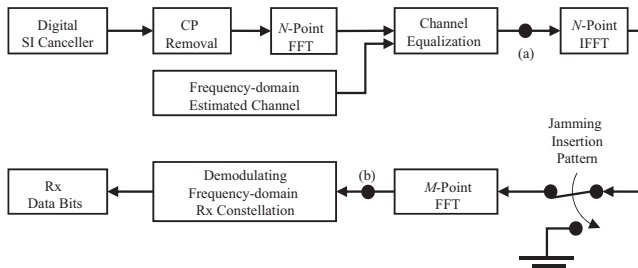 Digital
SI Canceller
CP
Removal
N-Point
FFT
Channel
Equalization
(a)
N-Point
IFFT
Frequency-domain
Estimated Channel
Jamming
Insertion
Pattern
Rx
Data Bits
Demodulating
Frequency-domain
Rx Constellation
(b)
M-Point
FFT